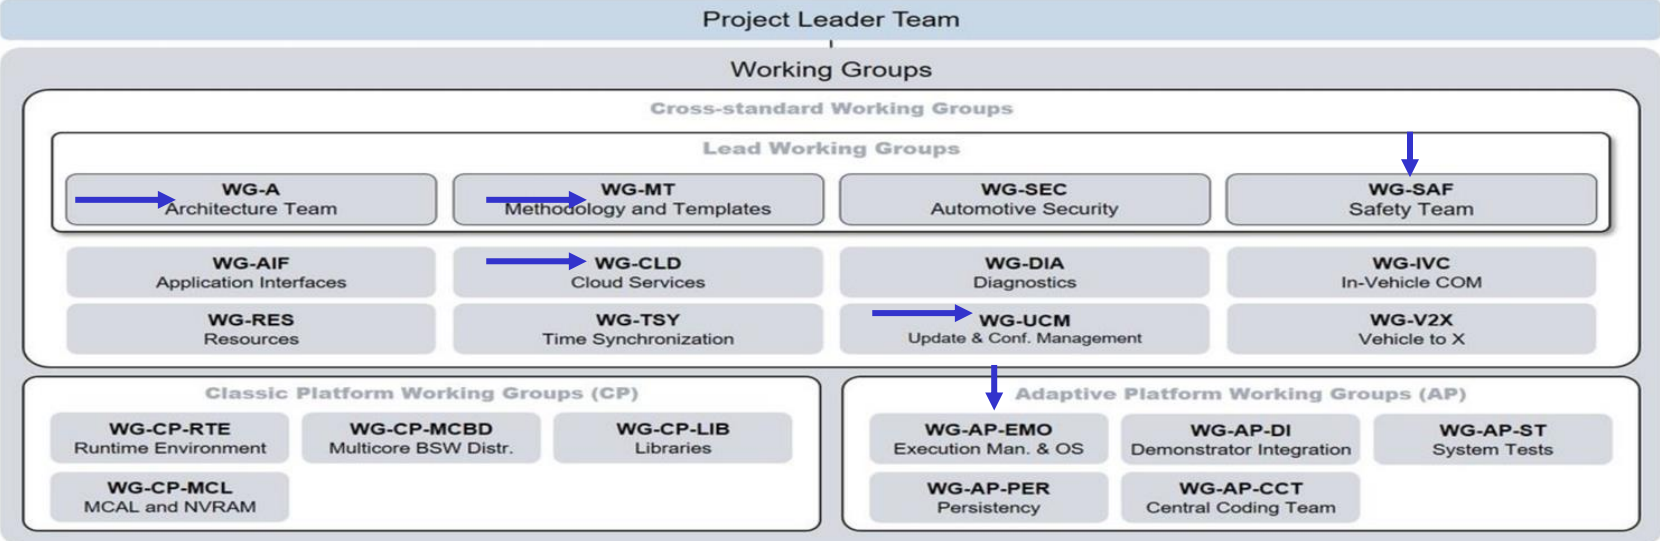 Project Leader Team
Working Groups
Cross-standard Working Groups
Lead Working Groups
WG-A
Architecture Team
WG-MT
Methodology and Templates
WG-SEC
Automotive Security
WG-SAF
Safety Team
WG-AIF
Application Interfaces
WG-CLD
Cloud Services
WG-DIA
Diagnostics
WG-IVC
In-Vehicle COM
WG-RES
Resources
WG-TSY
Time Synchronization
WG-UCM
Update & Conf. Management
WG-V2X
Vehicle to X
Classic Platform Working Groups (CP)
WG-CP-RTE
Runtime Environment
WG-CP-MCBD
Multicore BSW Distr.
WG-CP-LIB
Libraries
WG-CP-MCL
MCAL and NVRAM
Adaptive Platform Working Groups (AP)
WG-AP-EMO
Execution Man. & OS
WG-AP-DI
Demonstrator Integration
WG-AP-ST
System Tests
WG-AP-PER
Persistency
WG-AP-CCT
Central Coding Team